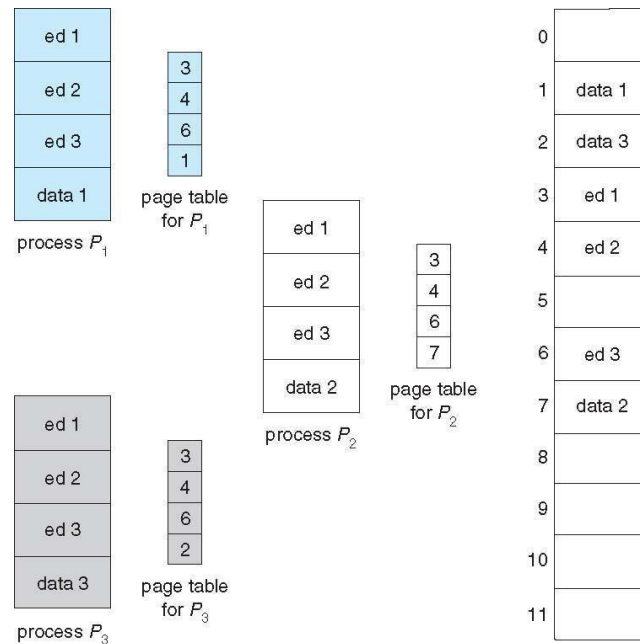 ed 1
ed 2
ed 3
data 1
process P1
3
4
6
1
page table
for P1
ed 1
ed 2
ed 3
data 2
process P2
3
4
6
7
page table
for P2
ed 1
ed 2
ed 3
data 3
process P3
3
4
6
2
page table
for P3
0
1 data 1
2 data 3
3 ed 1
4 ed 2
5
6 ed 3
7 data 2
8
9
10
11